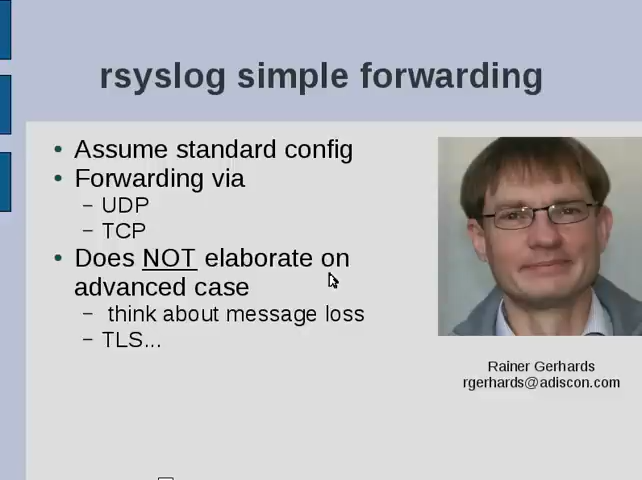 rsyslog simple forwarding
• Assume standard config
• Forwarding via
– UDP
– TCP
• Does NOT elaborate on
advanced case
– think about message loss
– TLS...
Rainer Gerhards
rgerhards@adiscon.com